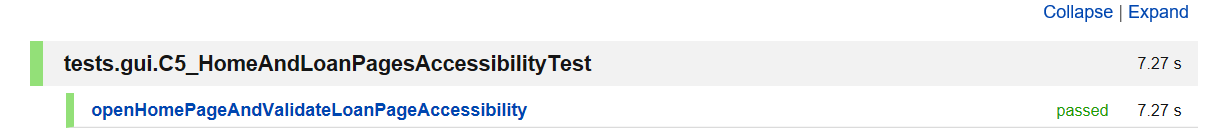 Collapse | Expand
tests.gui.C5_HomeAndLoanPagesAccessibilityTest 7.27 s
openHomePageAndValidateLoanPageAccessibility passed 7.27 s